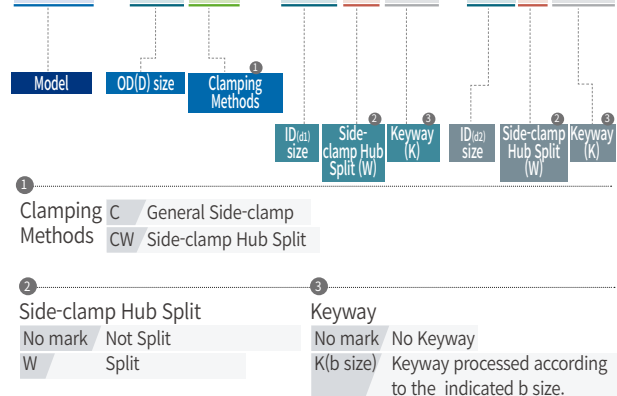 1
Model OD(D) size Clamping
Methods
2 3 2 3
ID(d1)
size Side-
clamp Hub
Split (W) Keyway
(K) ID(d2)
size Side-clamp
Hub Split
(W) Keyway
(K)
1
Clamping
Methods
C General Side-clamp
CW Side-clamp Hub Split
2
Side-clamp Hub Split
No mark Not Split
W Split
3
Keyway
No mark No Keyway
K(b size) Keyway processed according
to the indicated b size.